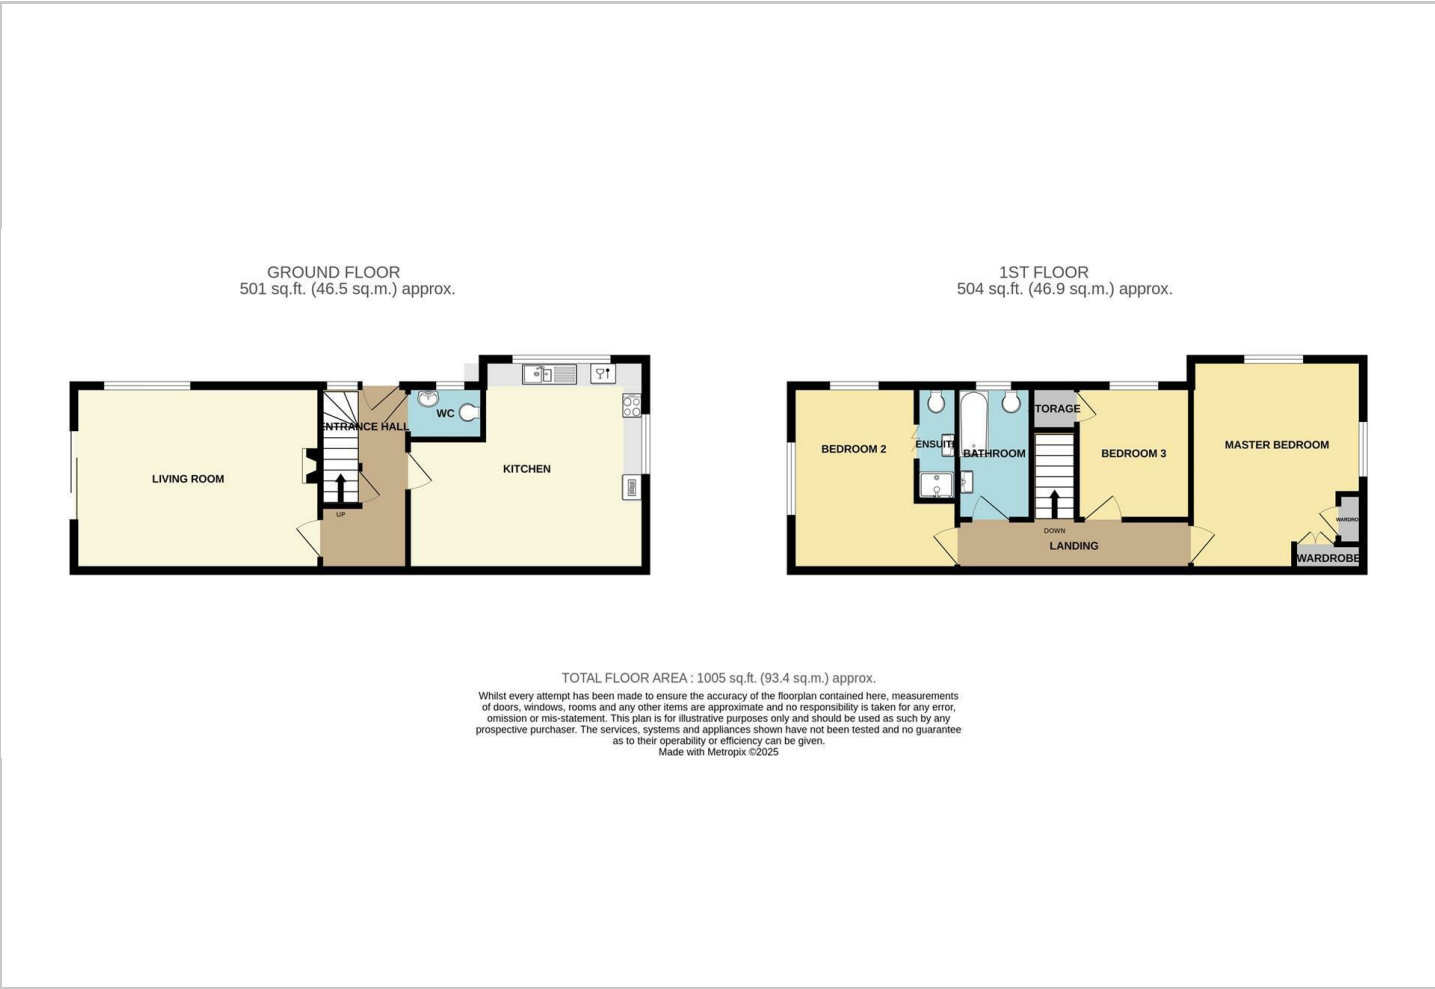 GROUND FLOOR
501 sq.ft. (46.5 sq.m.) approx.
1ST FLOOR
504 sq.ft. (46.9 sq.m.) approx.
WC
ENTRANCE HALL
LIVING ROOM
KITCHEN
UP
BEDROOM 2
ENSUITE
BATHROOM
STORAGE
BEDROOM 3
MASTER BEDROOM
WARDRO
DOWN
LANDING
WARDROBE
TOTAL FLOOR AREA : 1005 sq.ft. (93.4 sq.m.) approx.
Whilst every attempt has been made to ensure the accuracy of the floorplan contained here, measurements
of doors, windows, rooms and any other items are approximate and no responsibility is taken for any error,
omission or mis-statement. This plan is for illustrative purposes only and should be used as such by any
prospective purchaser. The services, systems and appliances shown have not been tested and no guarantee
as to their operability or efficiency can be given.
Made with Metropix ©2025